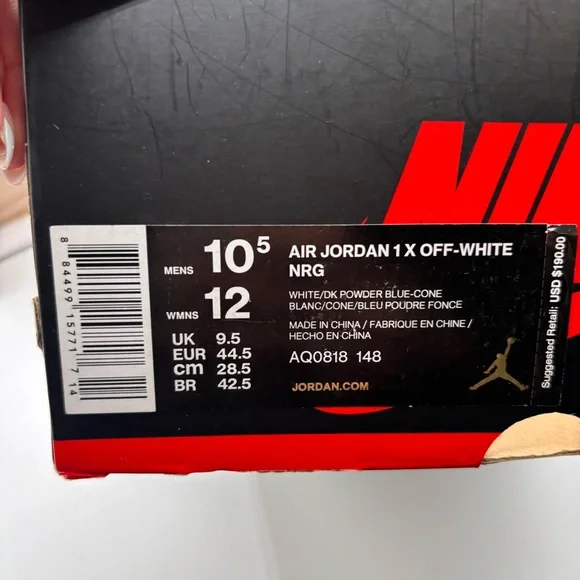 NIK
MENS 10⁵
WMNS 12
UK 9.5
EUR 44.5
cm 28.5
BR 42.5
AIR JORDAN 1 X OFF-WHITE
NRG
WHITE/DK POWDER BLUE-CONE
BLANC/CONE/BLEU POUDRE FONCE
MADE IN CHINA / FABRIQUE EN CHINE /
HECHO EN CHINA
AQ0818 148
JORDAN.COM
Suggested Retail: USD $190.00
8 84499 15771 7 14